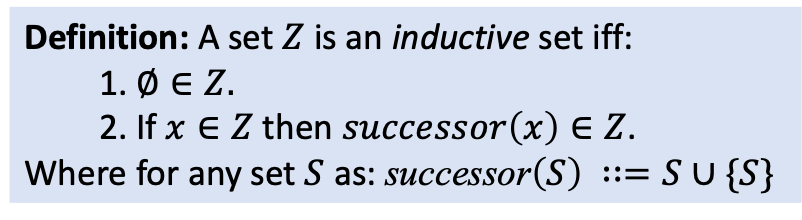 Definition: A set 𝑍 is an inductive set iff:
1. ∅ ∈ 𝑍.
2. If 𝑥 ∈ 𝑍 then 𝑠𝑢𝑐𝑐𝑒𝑠𝑠𝑜𝑟(𝑥) ∈ 𝑍.
Where for any set 𝑆 as: 𝑠𝑢𝑐𝑐𝑒𝑠𝑠𝑜𝑟(𝑆) ::= 𝑆 ∪ {𝑆}